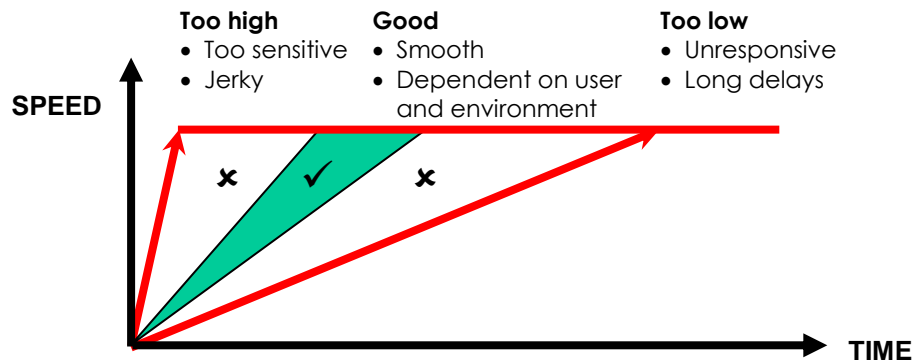 Too high
• Too sensitive
• Jerky
Good
• Smooth
• Dependent on user
and environment
Too low
• Unresponsive
• Long delays
SPEED
TIME